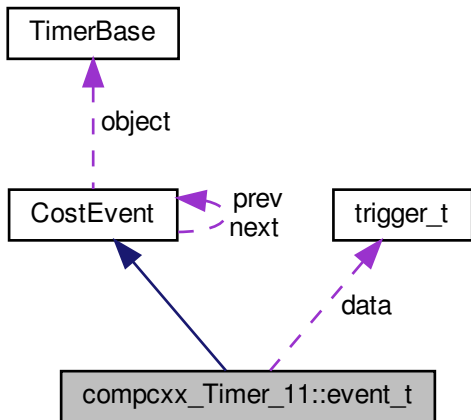 TimerBase
object
CostEvent
prev
next
trigger_t
data
compcxx_Timer_11::event_t